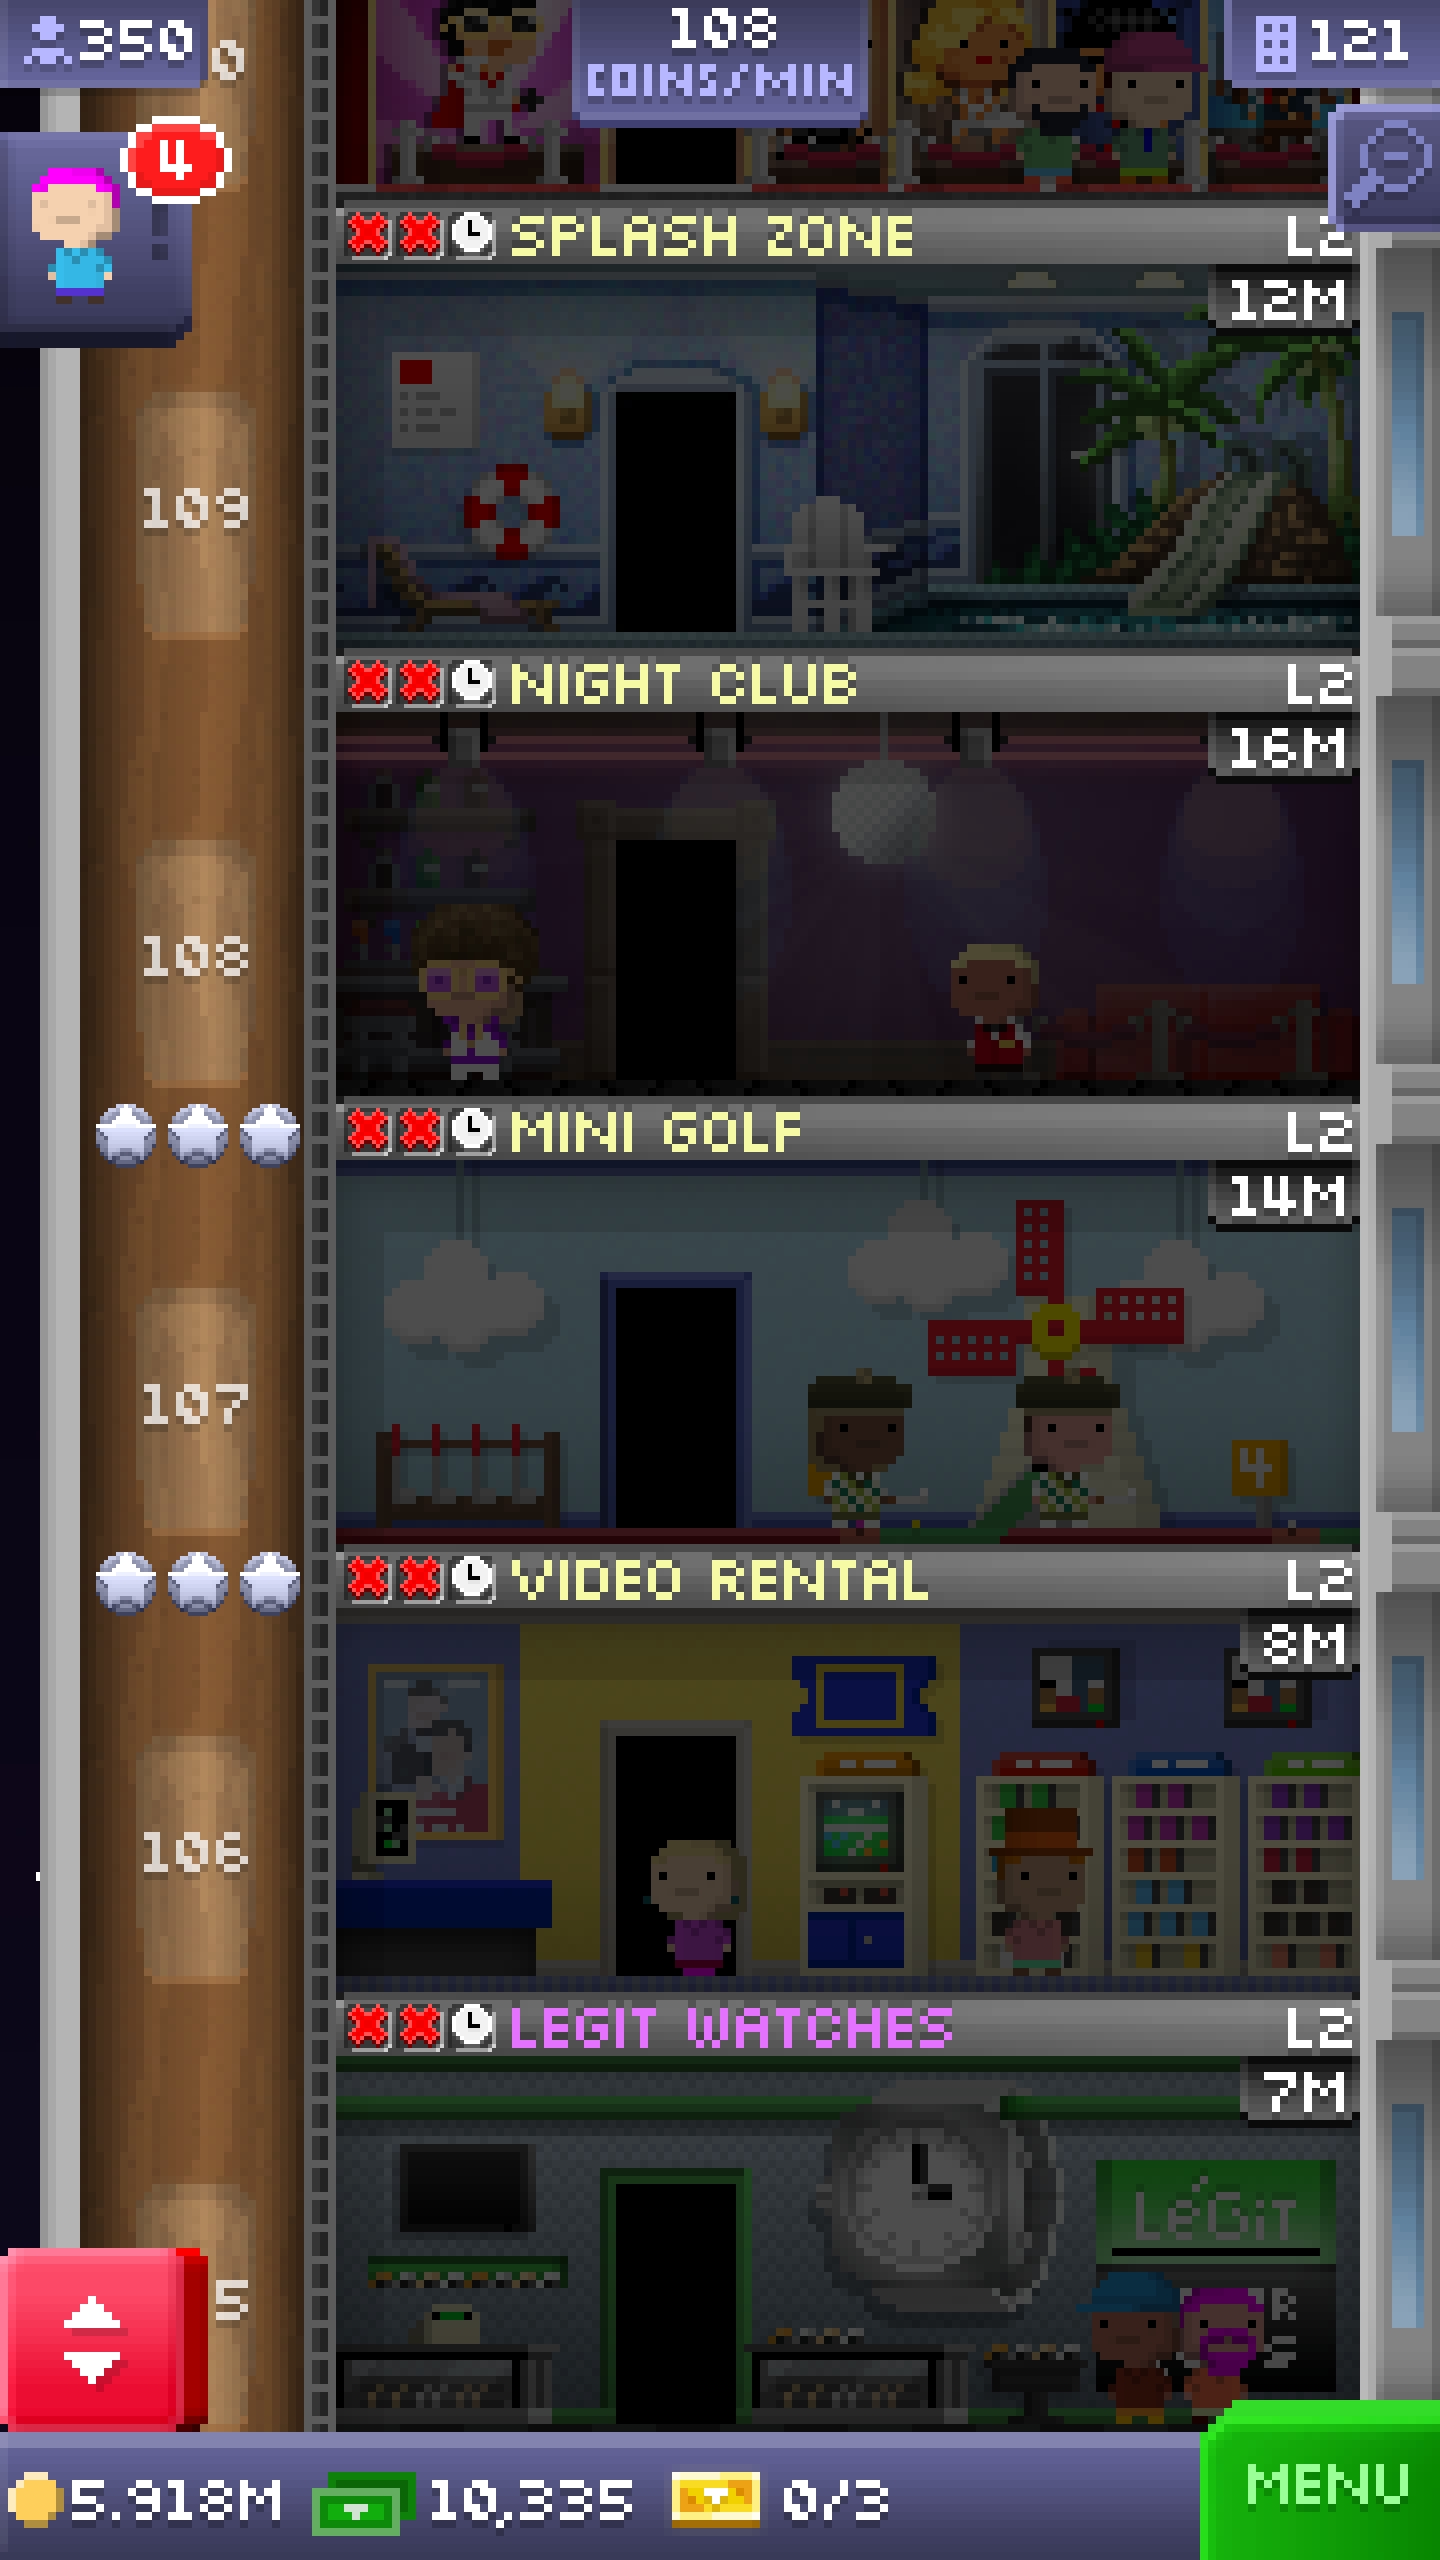 350
0
108
COINS/MIN
121
4
SPLASH ZONE L2
12M
109
NIGHT CLUB L2
16M
108
MINI GOLF L2
14M
107
4
VIDEO RENTAL L2
8M
106
LEGIT WATCHES L2
7M
LéGiT
5
5.918M 10,335 0/3
MENU